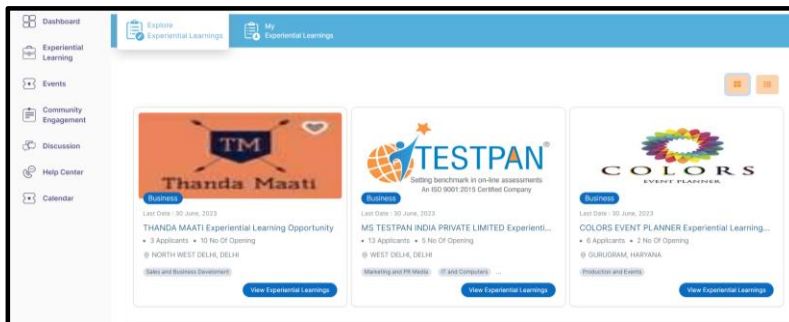 Dashboard
Experiential
Learning
Events
Community
Engagement
Discussion
Help Center
Calendar
Explore
Experiential Learnings
My
Experiential Learnings
TM
Thanda Maati
Business
Last Date : 30 June, 2023
THANDA MAATI Experiential Learning Opportunity
• 3 Applicants • 10 No Of Opening
NORTH WEST DELHI, DELHI
Sales and Business Develoment
View Experiential Learnings
TESTPAN®
Setting benchmark in on-line assessments
An ISO 9001:2015 Certified Company
Business
Last Date : 30 June, 2023
MS TESTPAN INDIA PRIVATE LIMITED Experienti...
• 13 Applicants • 5 No Of Opening
WEST DELHI, DELHI
Marketing and PR Media IT and Computers ...
View Experiential Learnings
COLORS
EVENT PLANNER
Business
Last Date : 30 June, 2023
COLORS EVENT PLANNER Experiential Learning...
• 6 Applicants • 2 No Of Opening
GURUGRAM, HARYANA
Production and Events
View Experiential Learnings